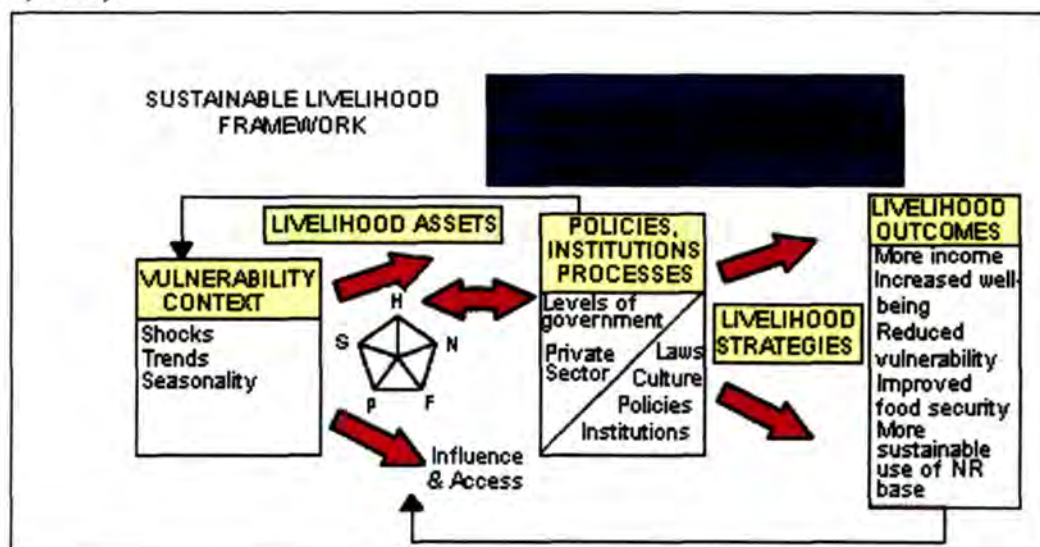 SUSTAINABLE LIVELIHOOD
FRAMEWORK
LIVELIHOOD ASSETS
VULNERABILITY
CONTEXT
Shocks
Trends
Seasonality
H
S
N
P
F
Influence
& Access
POLICIES,
INSTITUTIONS
PROCESSES
Levels of
government
Private
Sector
Laws
Culture
Policies
Institutions
LIVELIHOOD
STRATEGIES
LIVELIHOOD
OUTCOMES
More income
Increased well-
being
Reduced
vulnerability
Improved
food security
More
sustainable
use of NR
base